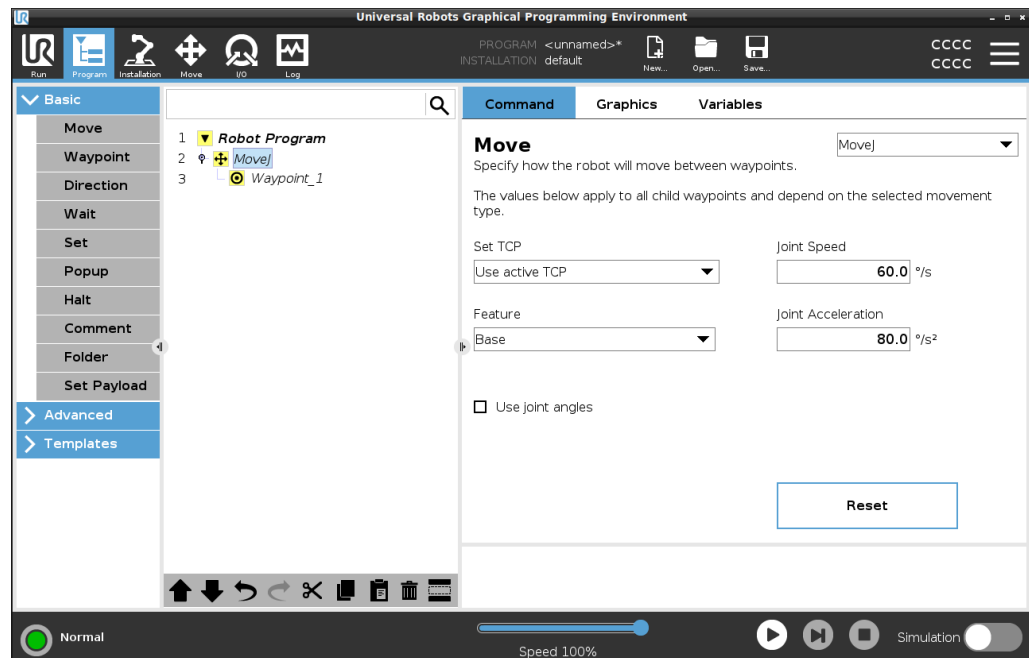 UR
Universal Robots Graphical Programming Environment
UR
Run
Program
Installation
Move
I/O
Log
PROGRAM <unnamed>*
INSTALLATION default
New...
Open...
Save...
CCCC
CCCC
Basic
Move
Waypoint
Direction
Wait
Set
Popup
Halt
Comment
Folder
Set Payload
Advanced
Templates
1 Robot Program
2 MoveJ
3 Waypoint_1
Command Graphics Variables
Move
MoveJ
Specify how the robot will move between waypoints.
The values below apply to all child waypoints and depend on the selected movement
type.
Set TCP
Use active TCP
Joint Speed
60.0 °/s
Feature
Base
Joint Acceleration
80.0 °/s²
Use joint angles
Reset
Normal
Speed 100%
Simulation